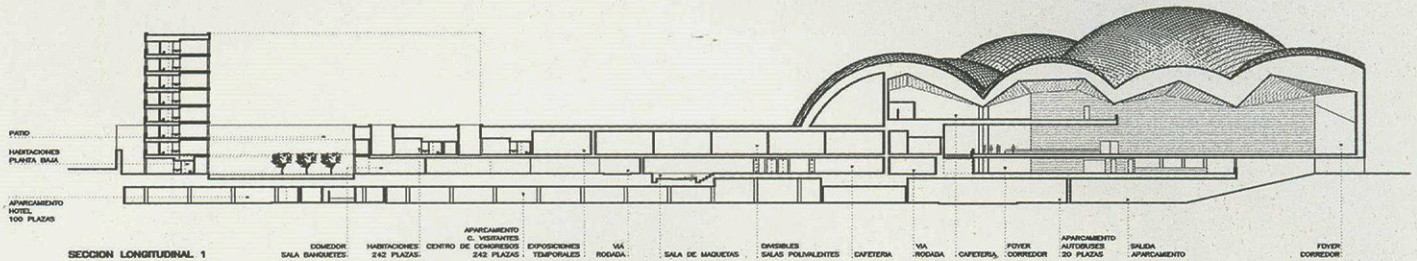 PATIO
HABITACIONES
PLANTA BAJA
APARCAMIENTO
HOTEL
100 PLAZAS
SECCION LONGITUDINAL 1
COMEDOR
SALA BANQUETES
HABITACIONES
242 PLAZAS
APARCAMIENTO
C. VISITANTES
CENTRO DE CONGRESOS
242 PLAZAS
EXPOSICIONES
TEMPORALES
VIA
RODADA
SALA DE MAQUETAS
DIVISIBLES
SALAS POLIVALENTES
CAFETERIA
VIA
RODADA
CAFETERIA
FOYER
CORREDOR
APARCAMIENTO
AUTOBUSES
20 PLAZAS
SALIDA
APARCAMIENTO
FOYER
CORREDOR